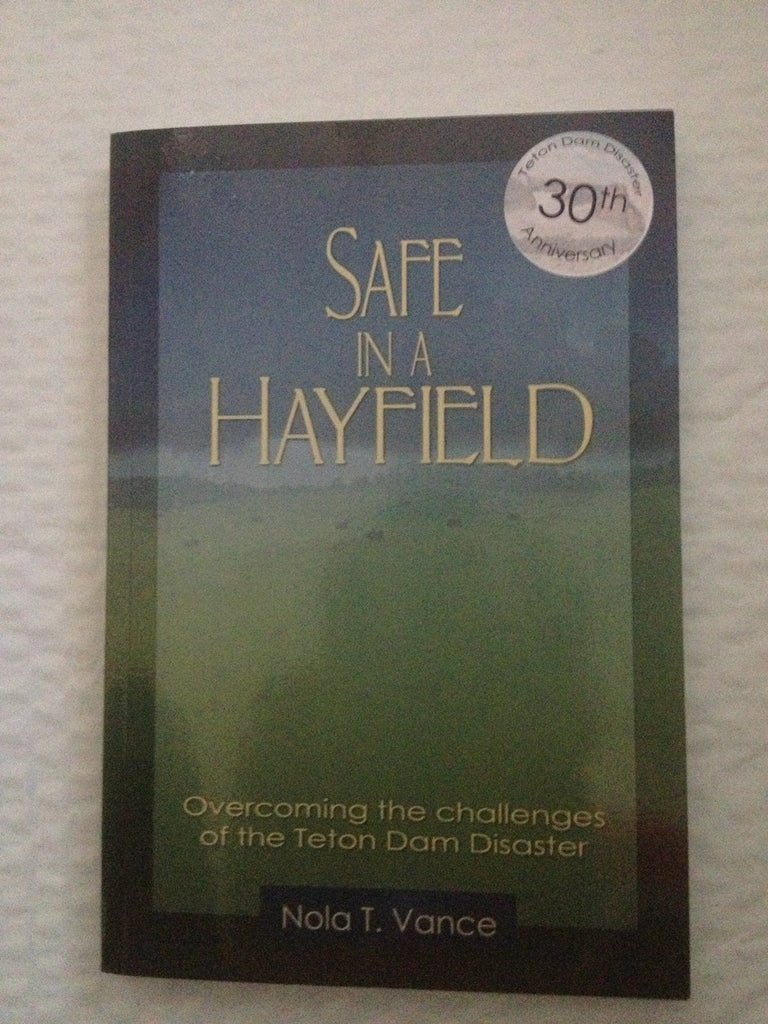 Teton Dam Disaster
30th
Anniversary
SAFE
IN A
HAYFIELD
Overcoming the challenges
of the Teton Dam Disaster
Nola T. Vance